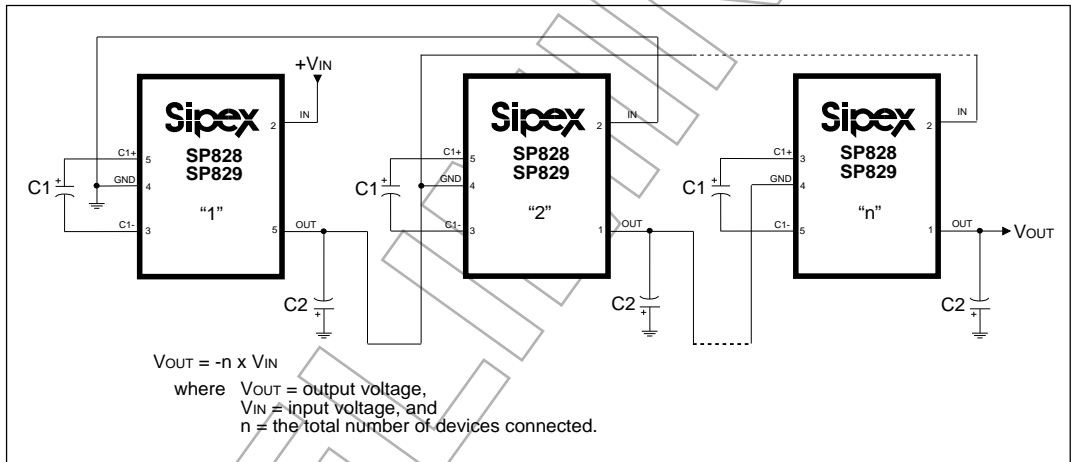 +VIN
Sipex
SP828
SP829
"1"
IN
2
C1+
5
GND
4
C1-
3
OUT
5
C1
+
C2
+
Sipex
SP828
SP829
"2"
IN
2
C1+
5
GND
4
C1-
3
OUT
1
C1
+
C2
+
Sipex
SP828
SP829
"n"
IN
2
C1+
3
GND
4
C1-
5
OUT
1
VOUT
C1
+
C2
+
VOUT = -n x VIN
where VOUT = output voltage,
VIN = input voltage, and
n = the total number of devices connected.